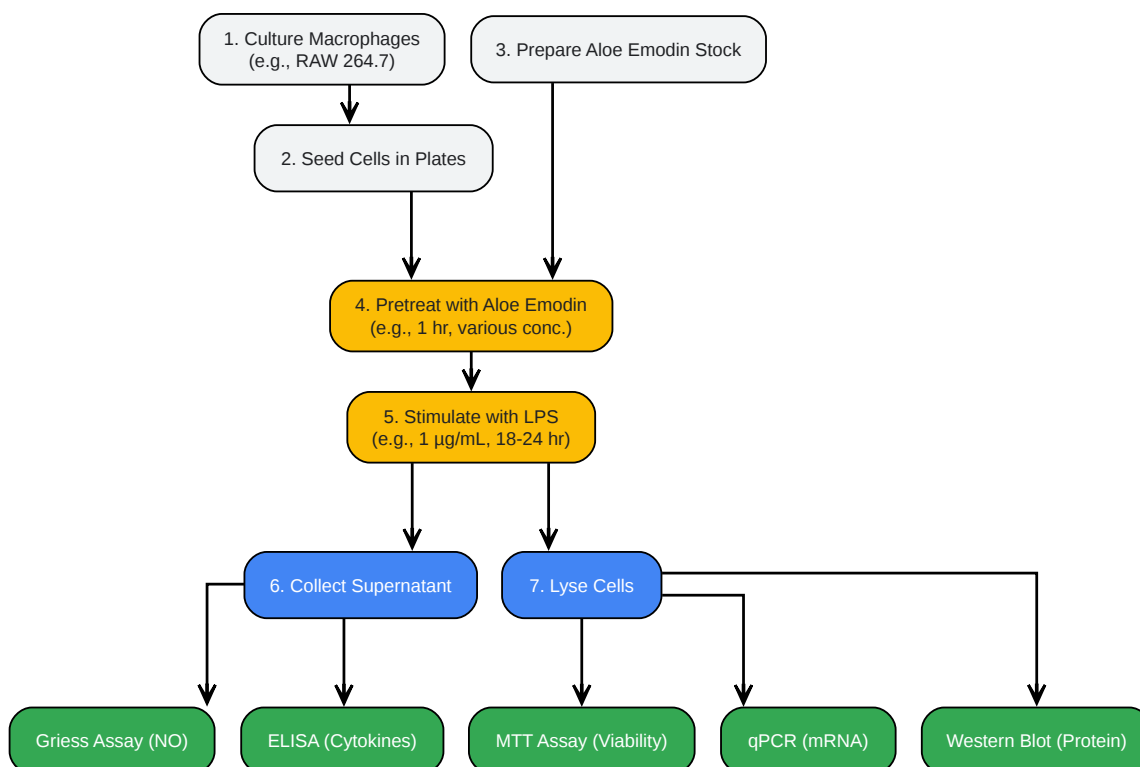 1. Culture Macrophages
(e.g., RAW 264.7)
3. Prepare Aloe Emodin Stock
2. Seed Cells in Plates
4. Pretreat with Aloe Emodin
(e.g., 1 hr, various conc.)
5. Stimulate with LPS
(e.g., 1 µg/mL, 18-24 hr)
6. Collect Supernatant
7. Lyse Cells
Griess Assay (NO)
ELISA (Cytokines)
MTT Assay (Viability)
qPCR (mRNA)
Western Blot (Protein)